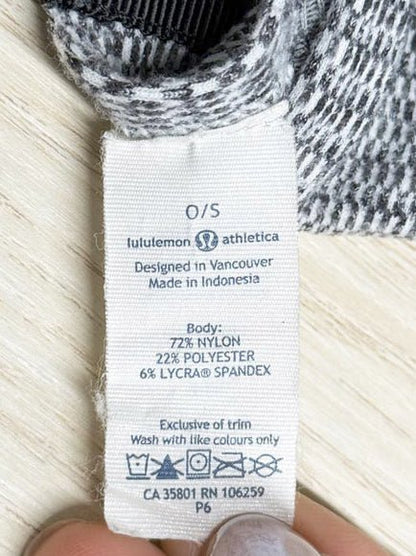 O/S
lululemon athletica
Designed in Vancouver
Made in Indonesia
Body:
72% NYLON
22% POLYESTER
6% LYCRA® SPANDEX
Exclusive of trim
Wash with like colours only
CA 35801 RN 106259
P6